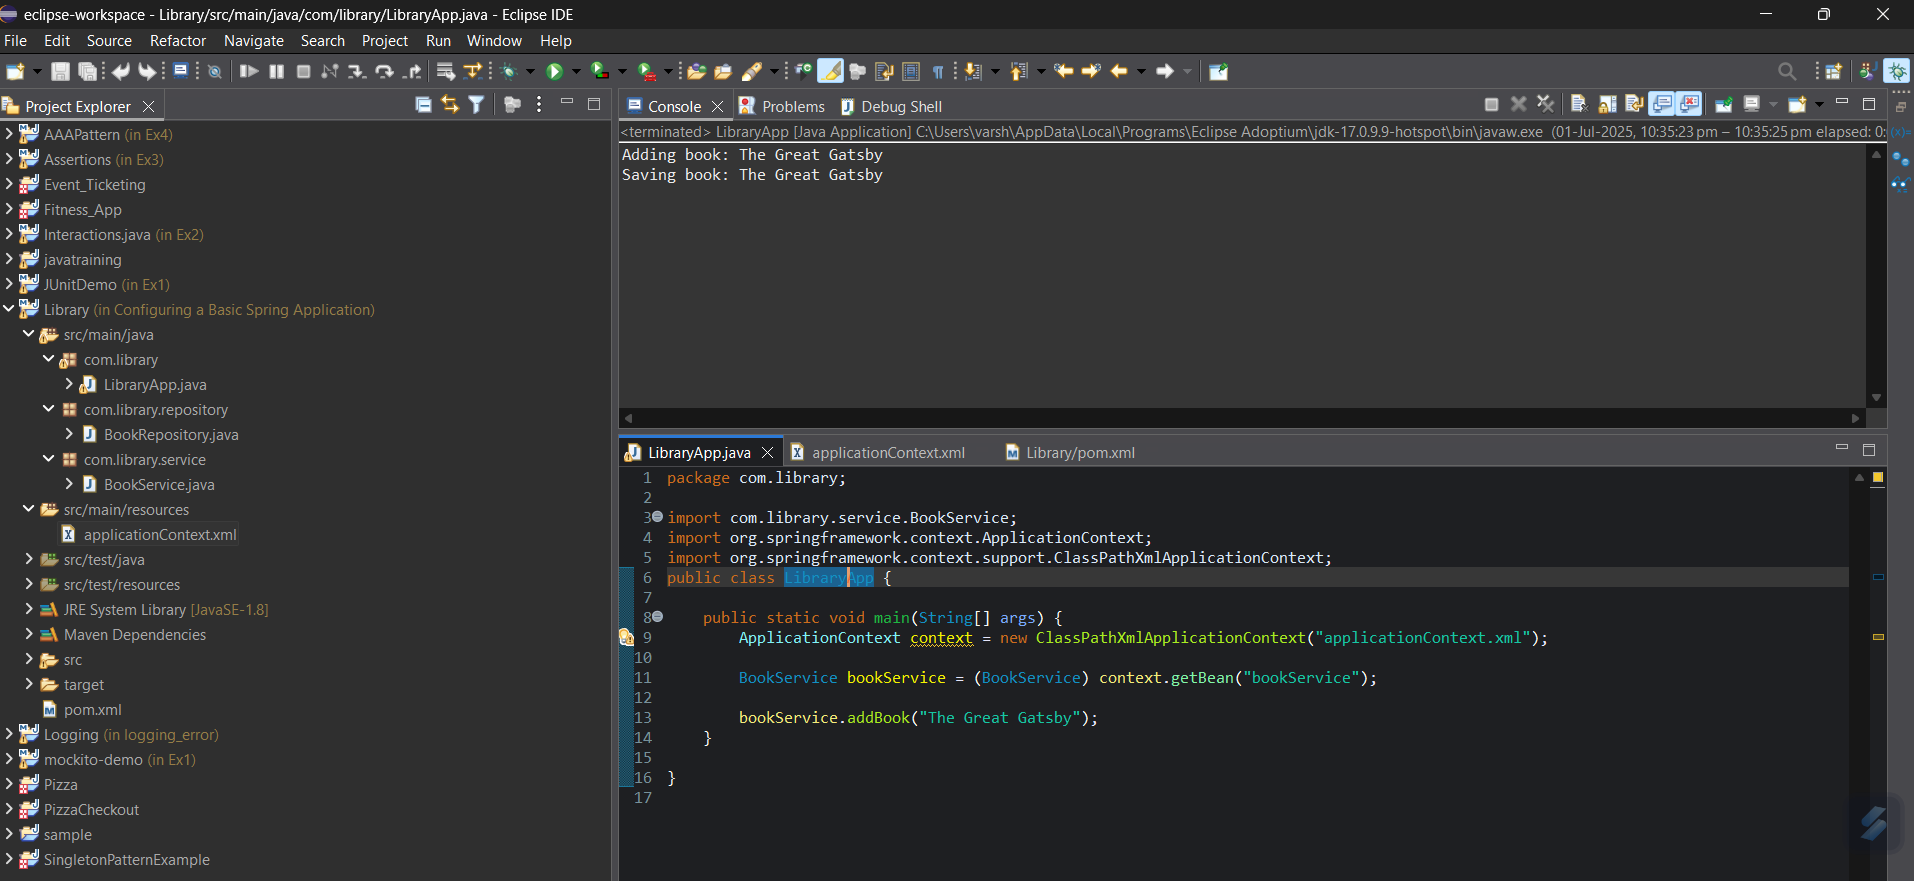 eclipse-workspace - Library/src/main/java/com/library/LibraryApp.java - Eclipse IDE
File Edit Source Refactor Navigate Search Project Run Window Help
Project Explorer
AAAPattern (in Ex4)
Assertions (in Ex3)
Event_Ticketing
Fitness_App
Interactions.java (in Ex2)
javatraining
JUnitDemo (in Ex1)
Library (in Configuring a Basic Spring Application)
src/main/java
com.library
LibraryApp.java
com.library.repository
BookRepository.java
com.library.service
BookService.java
src/main/resources
applicationContext.xml
src/test/java
src/test/resources
JRE System Library [JavaSE-1.8]
Maven Dependencies
src
target
pom.xml
Logging (in logging_error)
mockito-demo (in Ex1)
Pizza
PizzaCheckout
sample
SingletonPatternExample
Console Problems Debug Shell
<terminated> LibraryApp [Java Application] C:\Users\varsh\AppData\Local\Programs\Eclipse Adoptium\jdk-17.0.9.9-hotspot\bin\javaw.exe (01-Jul-2025, 10:35:23 pm – 10:35:25 pm elapsed: 0:
Adding book: The Great Gatsby
Saving book: The Great Gatsby
LibraryApp.java applicationContext.xml Library/pom.xml
1 package com.library;
2
3 import com.library.service.BookService;
4 import org.springframework.context.ApplicationContext;
5 import org.springframework.context.support.ClassPathXmlApplicationContext;
6 public class LibraryApp {
7
8 public static void main(String[] args) {
9 ApplicationContext context = new ClassPathXmlApplicationContext("applicationContext.xml");
10
11 BookService bookService = (BookService) context.getBean("bookService");
12
13 bookService.addBook("The Great Gatsby");
14 }
15
16 }
17